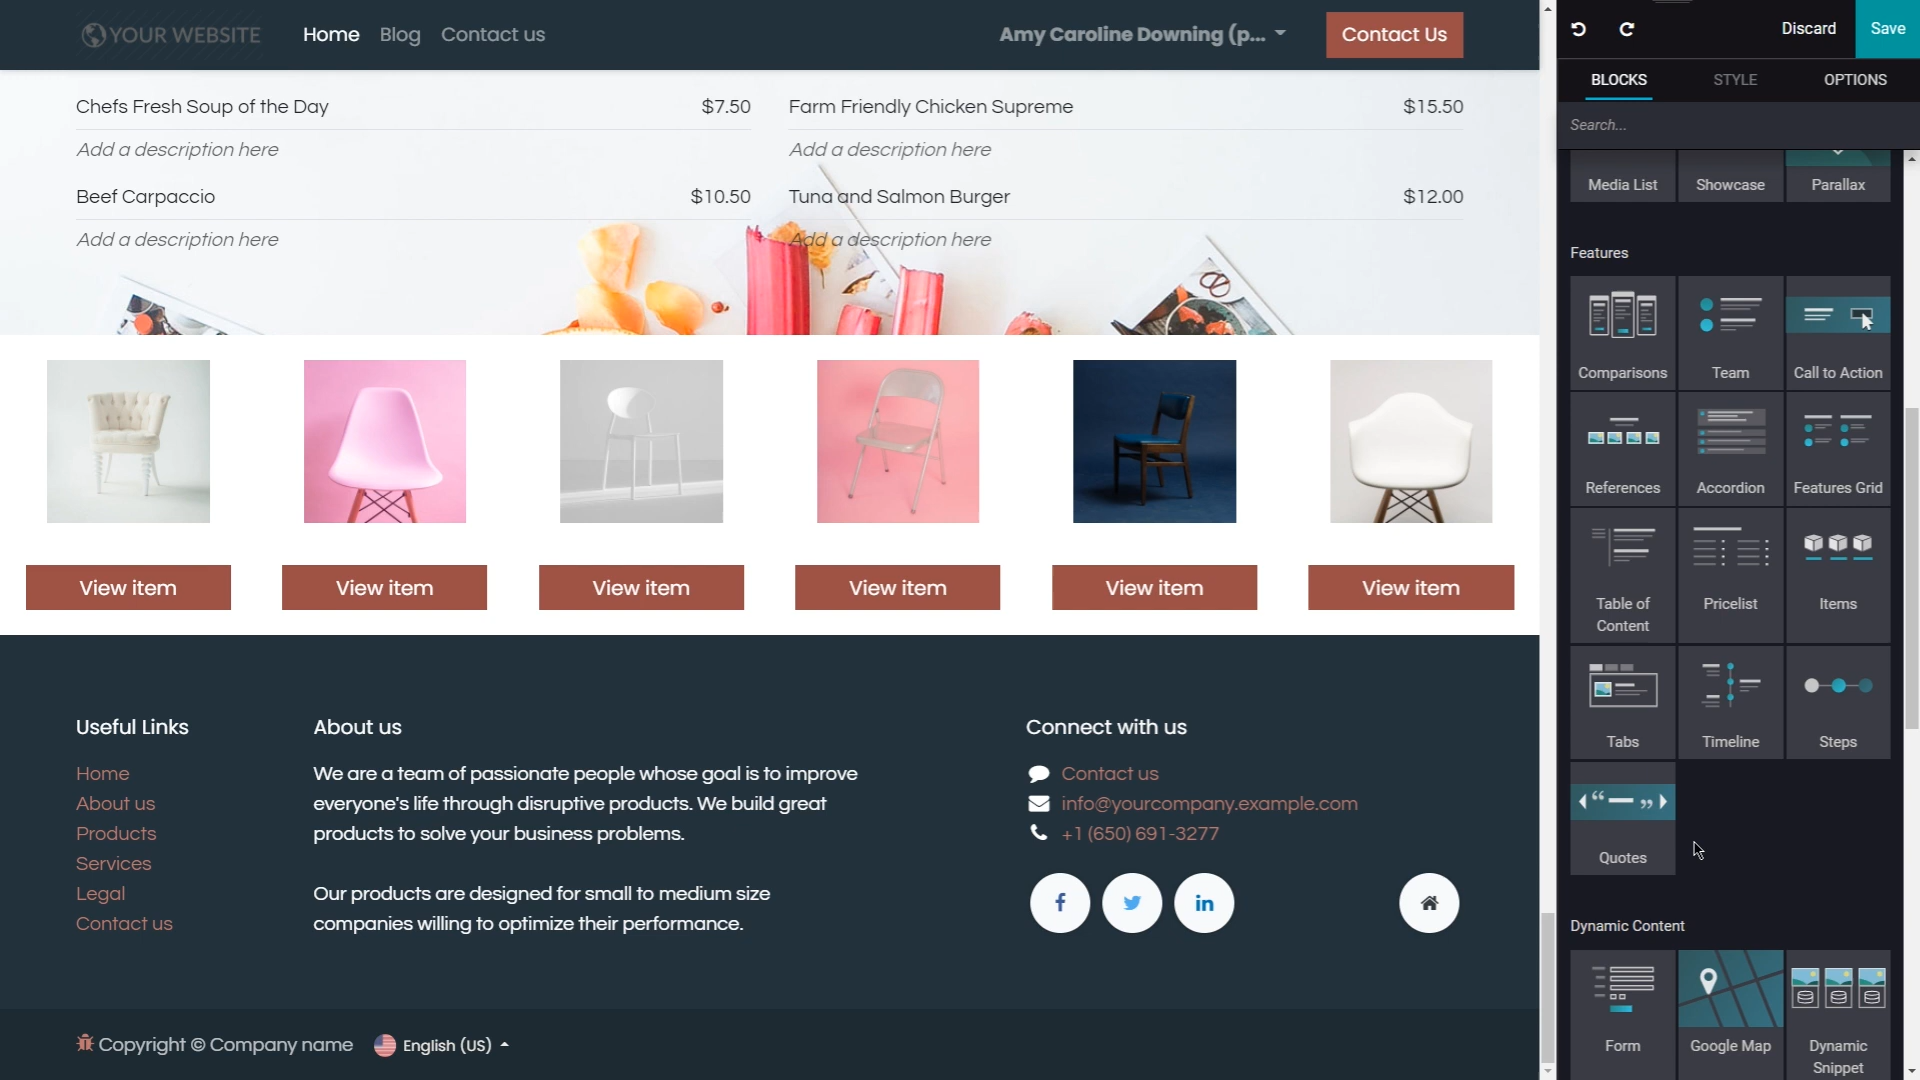 YOUR WEBSITE
Home
Blog
Contact us
Amy Caroline Downing (p...
Contact Us
Chefs Fresh Soup of the Day
$7.50
Farm Friendly Chicken Supreme
$15.50
Add a description here
Add a description here
Beef Carpaccio
$10.50
Tuna and Salmon Burger
$12.00
Add a description here
Add a description here
View item
View item
View item
View item
View item
View item
Useful Links
Home
About us
Products
Services
Legal
Contact us
About us
We are a team of passionate people whose goal is to improve
everyone's life through disruptive products. We build great
products to solve your business problems.
Our products are designed for small to medium size
companies willing to optimize their performance.
Connect with us
Contact us
info@yourcompany.example.com
+1 (650) 691-3277
Copyright © Company name
English (US)
Discard
Save
BLOCKS
STYLE
OPTIONS
Search...
Media List
Showcase
Parallax
Features
Comparisons
Team
Call to Action
References
Accordion
Features Grid
Table of
Content
Pricelist
Items
Tabs
Timeline
Steps
Quotes
Dynamic Content
Form
Google Map
Dynamic
Snippet